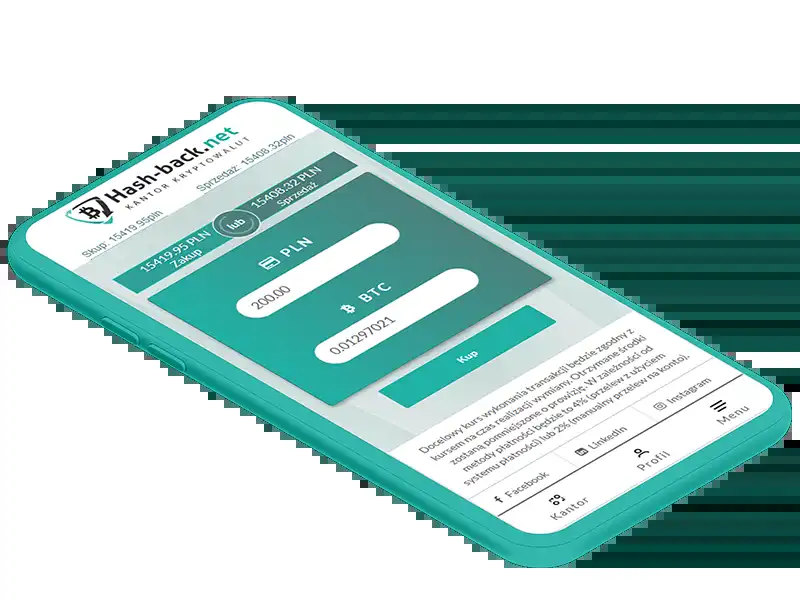 Hash-back.net
KANTOR KRYPTOWALUT
Skup: 15419.95pln
Sprzedaż: 15408.32pln
15419.95 PLN
Zakup
lub
15408.32 PLN
Sprzedaż
PLN
200.00
BTC
0.01297021
Kup
Docelowy kurs wykonania transakcji będzie zgodny z
kursem na czas realizacji wymiany. Otrzymane środki
zostaną pomniejszone o prowizję. W zależności od
metody płatności będzie to 4% (przelew z użyciem
systemu płatności) lub 2% (manualny przelew na konto).
Facebook
LinkedIn
Instagram
Kantor
Profil
Menu